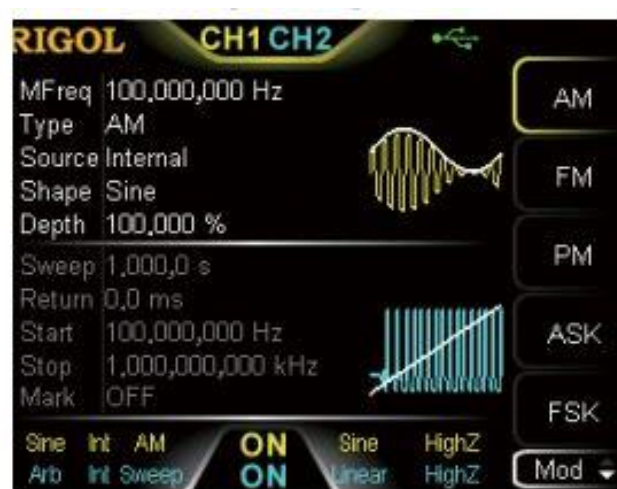 RIGOL CH1 CH2
MFreq 100,000,000 Hz
Type AM
Source Internal
Shape Sine
Depth 100,000 %
Sweep 1,000,0 s
Return 0,0 ms
Start 100,000,000 Hz
Stop 1,000,000,000 kHz
Mark OFF
Sine Int AM ON Sine HighZ
Arb Int Sweep ON Linear HighZ
AM
FM
PM
ASK
FSK
Mod